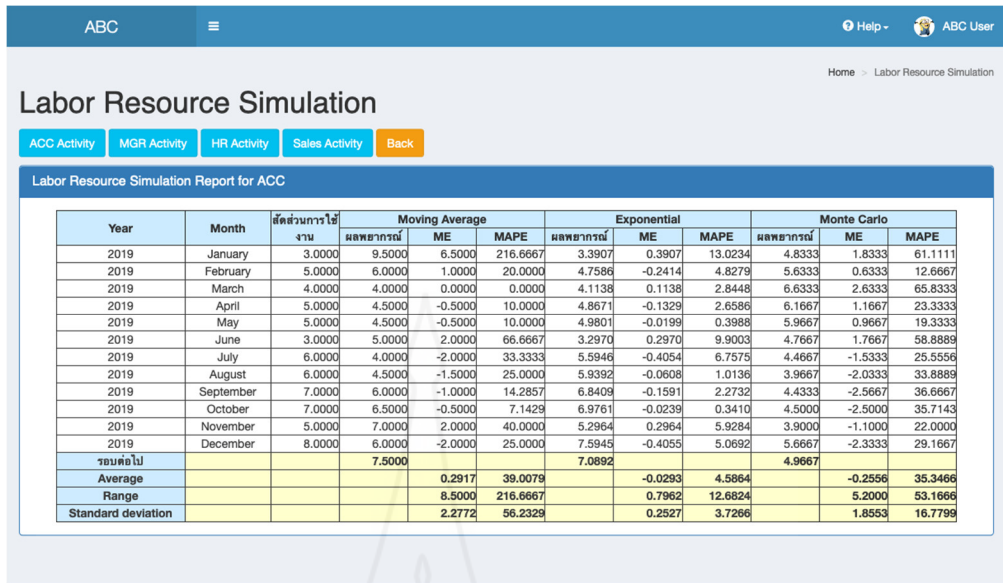 ABC
Help
ABC User
Home > Labor Resource Simulation
Labor Resource Simulation
ACC Activity MGR Activity HR Activity Sales Activity Back
Labor Resource Simulation Report for ACC
Year Month สัดส่วนการใช้งาน Moving Average Exponential Monte Carlo
ผลพยากรณ์ ME MAPE ผลพยากรณ์ ME MAPE ผลพยากรณ์ ME MAPE
2019 January 3.0000 9.5000 6.5000 216.6667 3.3907 0.3907 13.0234 4.8333 1.8333 61.1111
2019 February 5.0000 6.0000 1.0000 20.0000 4.7586 -0.2414 4.8279 5.6333 0.6333 12.6667
2019 March 4.0000 4.0000 0.0000 0.0000 4.1138 0.1138 2.8448 6.6333 2.6333 65.8333
2019 April 5.0000 4.5000 -0.5000 10.0000 4.8671 -0.1329 2.6586 6.1667 1.1667 23.3333
2019 May 5.0000 4.5000 -0.5000 10.0000 4.9801 -0.0199 0.3988 5.9667 0.9667 19.3333
2019 June 3.0000 5.0000 2.0000 66.6667 3.2970 0.2970 9.9003 4.7667 1.7667 58.8889
2019 July 6.0000 4.0000 -2.0000 33.3333 5.5946 -0.4054 6.7575 4.4667 -1.5333 25.5556
2019 August 6.0000 4.5000 -1.5000 25.0000 5.9392 -0.0608 1.0136 3.9667 -2.0333 33.8889
2019 September 7.0000 6.0000 -1.0000 14.2857 6.8409 -0.1591 2.2732 4.4333 -2.5667 36.6667
2019 October 7.0000 6.5000 -0.5000 7.1429 6.9761 -0.0239 0.3410 4.5000 -2.5000 35.7143
2019 November 5.0000 7.0000 2.0000 40.0000 5.2964 0.2964 5.9284 3.9000 -1.1000 22.0000
2019 December 8.0000 6.0000 -2.0000 25.0000 7.5945 -0.4055 5.0692 5.6667 -2.3333 29.1667
รอบต่อไป 7.5000 7.0892 4.9667
Average 0.2917 39.0079 -0.0293 4.5864 -0.2556 35.3466
Range 8.5000 216.6667 0.7962 12.6824 5.2000 53.1666
Standard deviation 2.2772 56.2329 0.2527 3.7266 1.8553 16.7799